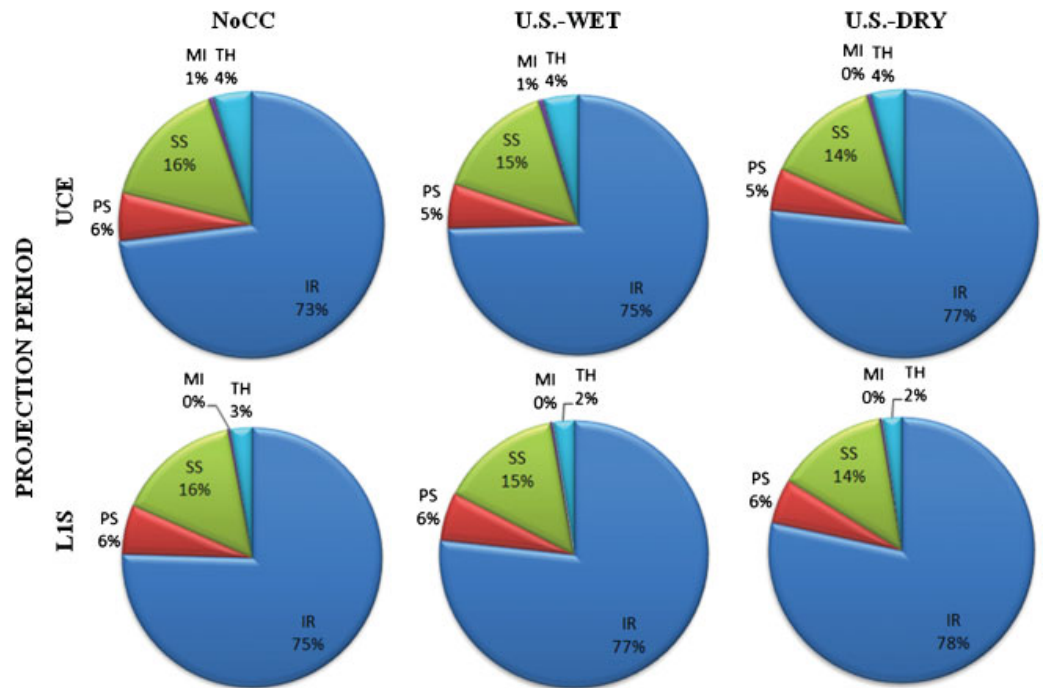 NoCC
U.S.-WET
U.S.-DRY
PROJECTION PERIOD
UCE
MI TH
1% 4%
SS
16%
PS
6%
IR
73%
MI TH
1% 4%
SS
15%
PS
5%
IR
75%
MI TH
0% 4%
SS
14%
PS
5%
IR
77%
L1S
MI TH
0% 3%
SS
16%
PS
6%
IR
75%
MI TH
0% 2%
SS
15%
PS
6%
IR
77%
MI TH
0% 2%
SS
14%
PS
6%
IR
78%